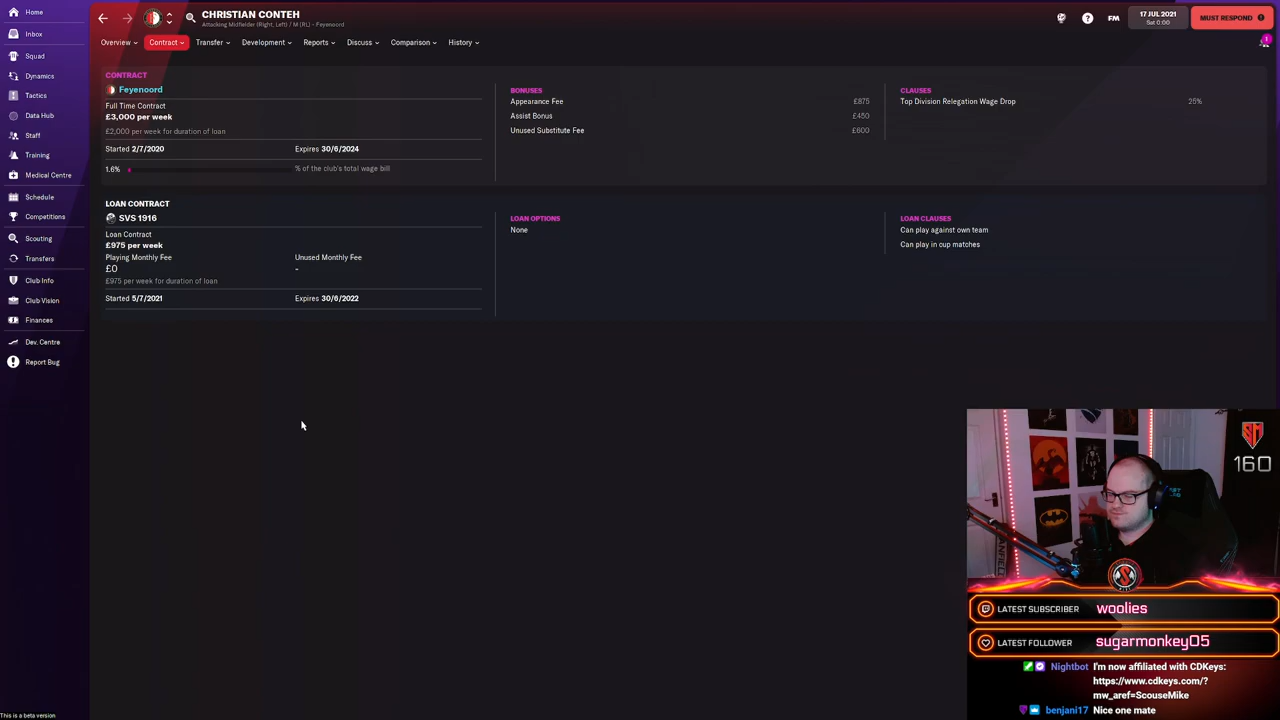 Home
Inbox
Squad
Dynamics
Tactics
Data Hub
Staff
Training
Medical Centre
Schedule
Competitions
Scouting
Transfers
Club Info
Club Vision
Finances
Dev. Centre
Report Bug
This is a beta version
CHRISTIAN CONTEH
Attacking Midfielder (Right, Left) / M (RL) - Feyenoord
FM
17 JUL 2021
Sat 0:00
MUST RESPOND
1
Overview
Contract
Transfer
Development
Reports
Discuss
Comparison
History
CONTRACT
Feyenoord
Full Time Contract
£3,000 per week
£2,000 per week for duration of loan
Started 2/7/2020 Expires 30/6/2024
1.6% % of the club's total wage bill
BONUSES
Appearance Fee £875
Assist Bonus £450
Unused Substitute Fee £600
CLAUSES
Top Division Relegation Wage Drop 25%
LOAN CONTRACT
SVS 1916
Loan Contract
£975 per week
Playing Monthly Fee Unused Monthly Fee
£0 -
£975 per week for duration of loan
Started 5/7/2021 Expires 30/6/2022
LOAN OPTIONS
None
LOAN CLAUSES
Can play against own team
Can play in cup matches
SM
160
LATEST SUBSCRIBER woolies
LATEST FOLLOWER sugarmonkey05
Nightbot I'm now affiliated with CDKeys:
https://www.cdkeys.com/?
mw_aref=ScouseMike
benjani17 Nice one mate